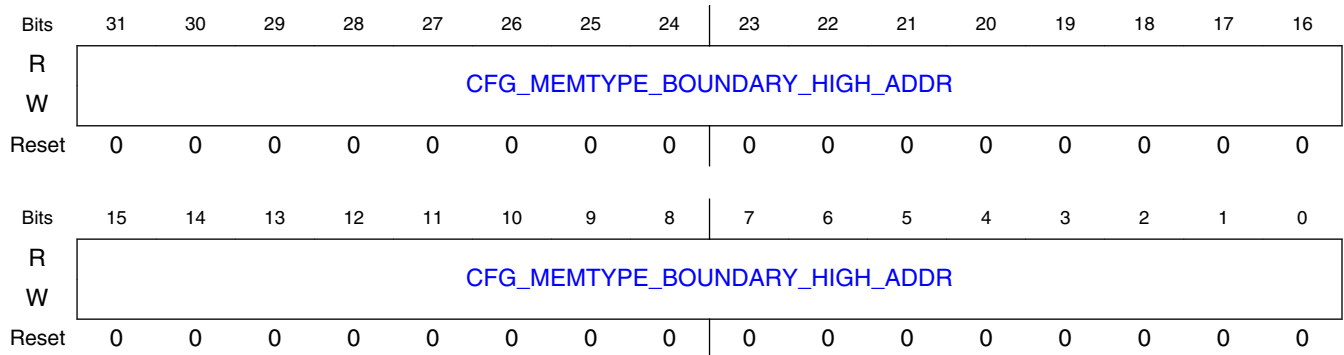 Bits 31 30 29 28 27 26 25 24 23 22 21 20 19 18 17 16
R
CFG_MEMTYPE_BOUNDARY_HIGH_ADDR
W
Reset 0 0 0 0 0 0 0 0 0 0 0 0 0 0 0 0
Bits 15 14 13 12 11 10 9 8 7 6 5 4 3 2 1 0
R
CFG_MEMTYPE_BOUNDARY_HIGH_ADDR
W
Reset 0 0 0 0 0 0 0 0 0 0 0 0 0 0 0 0